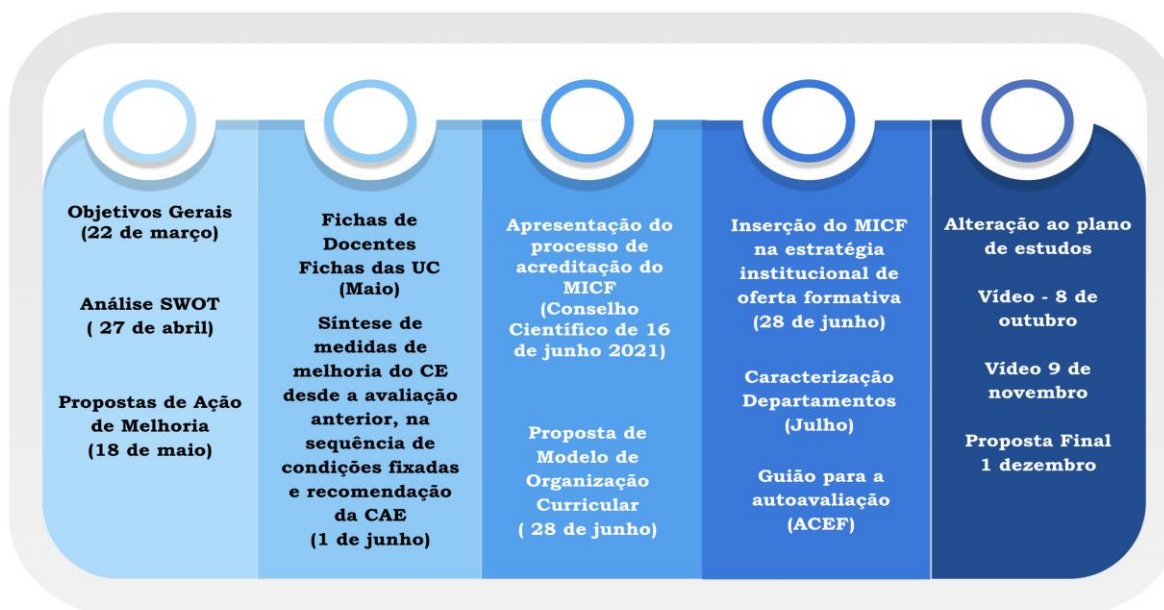 Objetivos Gerais
(22 de março)
Análise SWOT
( 27 de abril)
Propostas de Ação
de Melhoria
(18 de maio)
Fichas de
Docentes
Fichas das UC
(Maio)
Síntese de
medidas de
melhoria do CE
desde a avaliação
anterior, na
sequência de
condições fixadas
e recomendação
da CAE
(1 de junho)
Apresentação do
processo de
acreditação do
MICF
(Conselho
Científico de 16
de junho 2021)
Proposta de
Modelo de
Organização
Curricular
( 28 de junho)
Inserção do MICF
na estratégia
institucional de
oferta formativa
(28 de junho)
Caracterização
Departamentos
(Julho)
Guião para a
autoavaliação
(ACEF)
Alteração ao plano
de estudos
Vídeo - 8 de
outubro
Vídeo 9 de
novembro
Proposta Final
1 dezembro